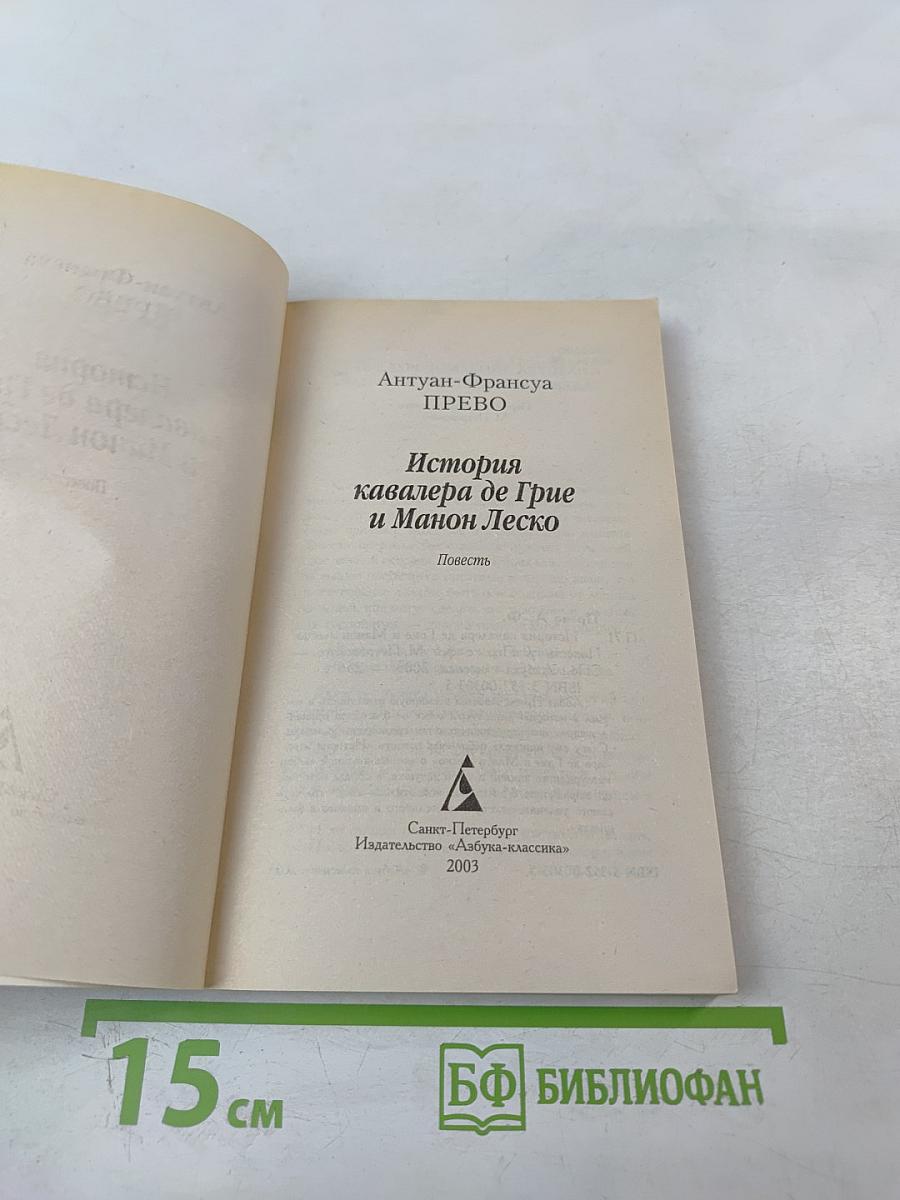 Антуан-Франсуа
ПРЕВО
История
кавалера де Грие
и Манон Леско
Повесть
Санкт-Петербург
Издательство «Азбука-классика»
2003
15 см
БФ БИБЛИОФАН